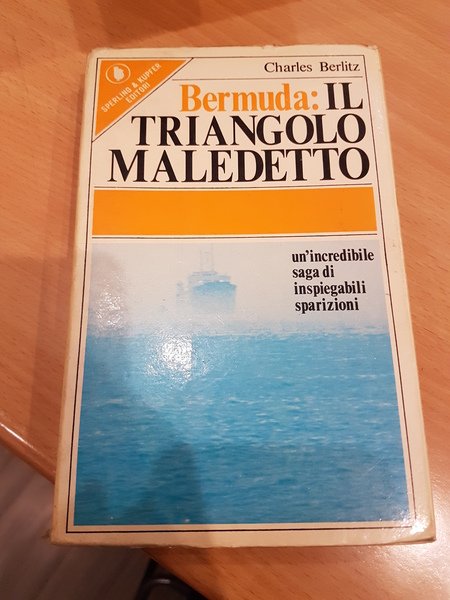 SPERLING & KUPFER
EDITORI
Charles Berlitz
Bermuda: IL
TRIANGOLO
MALEDETTO
un'incredibile
saga di
inspiegabili
sparizioni